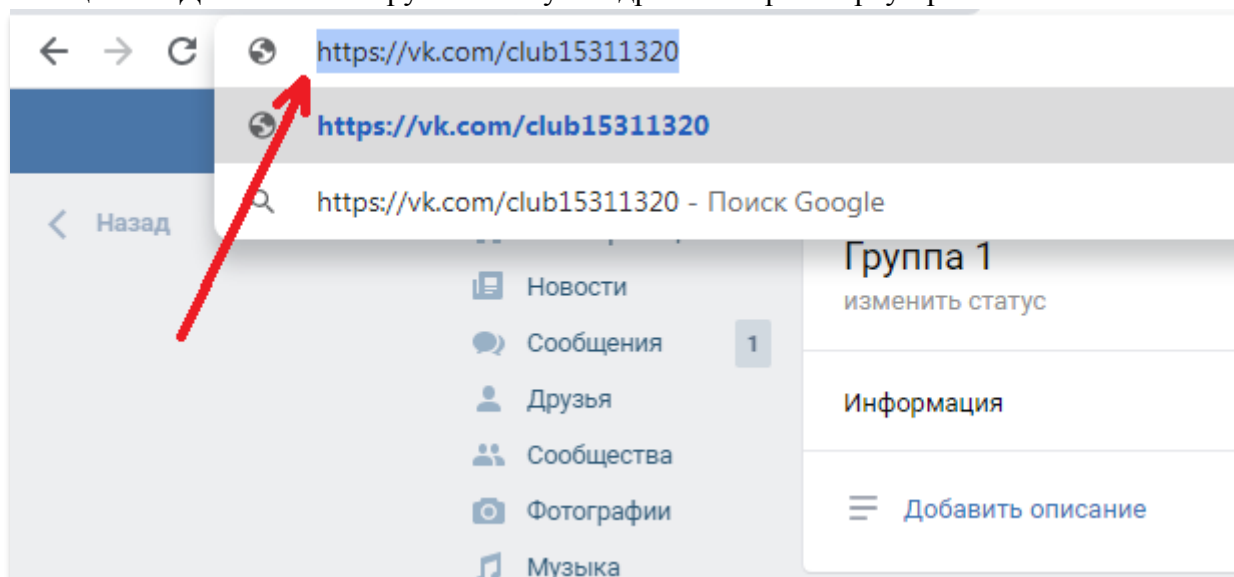 https://vk.com/club15311320
https://vk.com/club15311320
https://vk.com/club15311320 - Поиск Google
Назад
Группа 1
изменить статус
Новости
Сообщения 1
Друзья
Информация
Сообщества
Фотографии
Добавить описание
Музыка